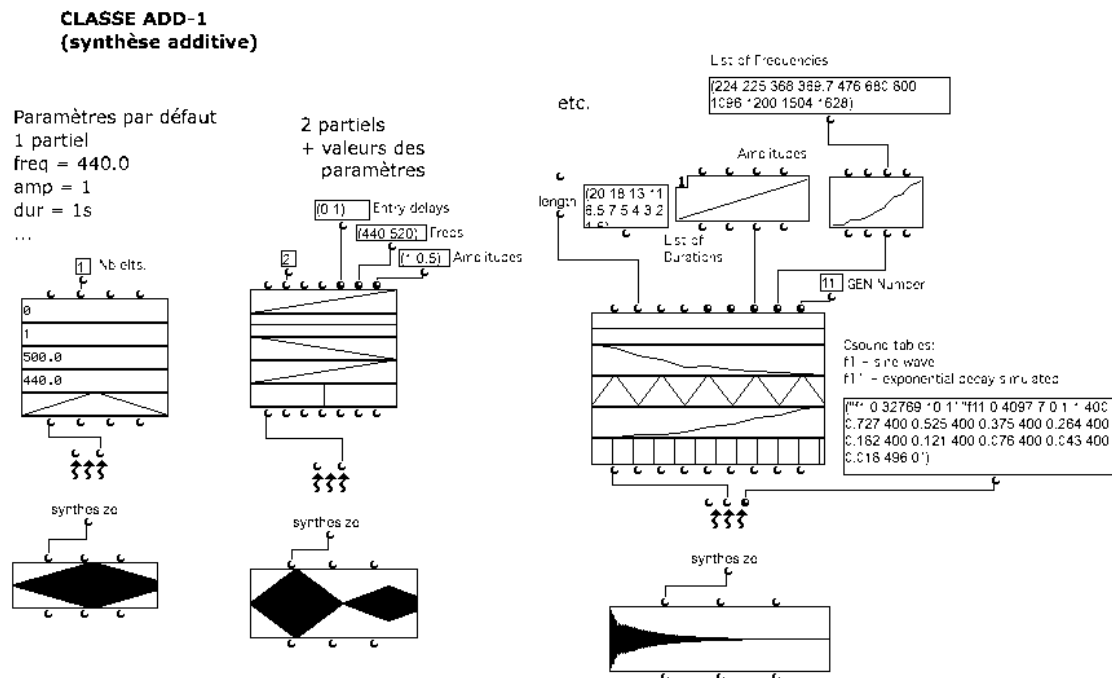 CLASSE ADD-1
(synthèse additive)
Paramètres par défaut
1 partiel
freq = 440.0
amp = 1
dur = 1s
...
1 Nb elts.
0
1
500.0
440.0
synthesize
2 partiels
+ valeurs des
paramètres
(0 1) Entry delays
(440 520) Freqs
(1 0.5) Amplitudes
2
synthesize
etc.
List of Frequencies
(224 225 368 369.7 476 680 800
1096 1200 1504 1628)
Amplitudes
length
(20 18 13 11
6.5 7 5 4 3 2
1
List of
Durations
11 GEN Number
Csound tables:
f1 - sine wave
f11 - exponential decay simulated
("f1 0 32769 10 1" "f11 0 4097 7 0 1 1 400
0.727 400 0.525 400 0.375 400 0.264 400
0.182 400 0.121 400 0.076 400 0.043 400
0.018 496 0")
synthesize